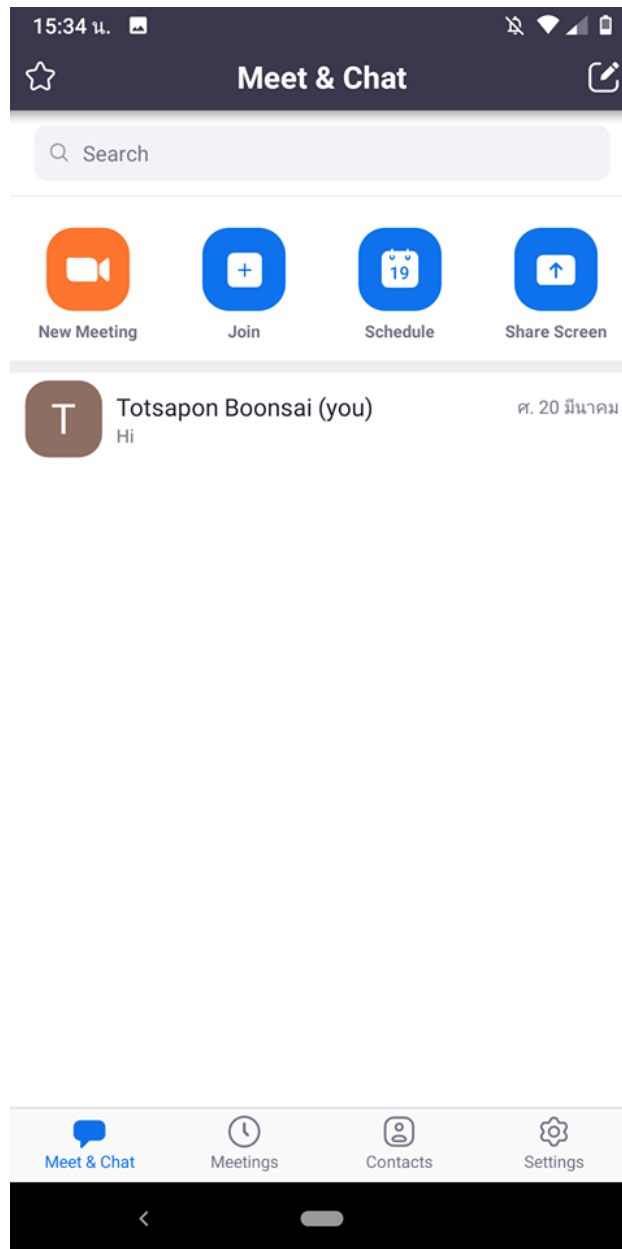 15:34 น.
Meet & Chat
Search
19
New Meeting
Join
Schedule
Share Screen
T
Totsapon Boonsai (you)
ศ. 20 มีนาคม
Hi
Meet & Chat
Meetings
Contacts
Settings